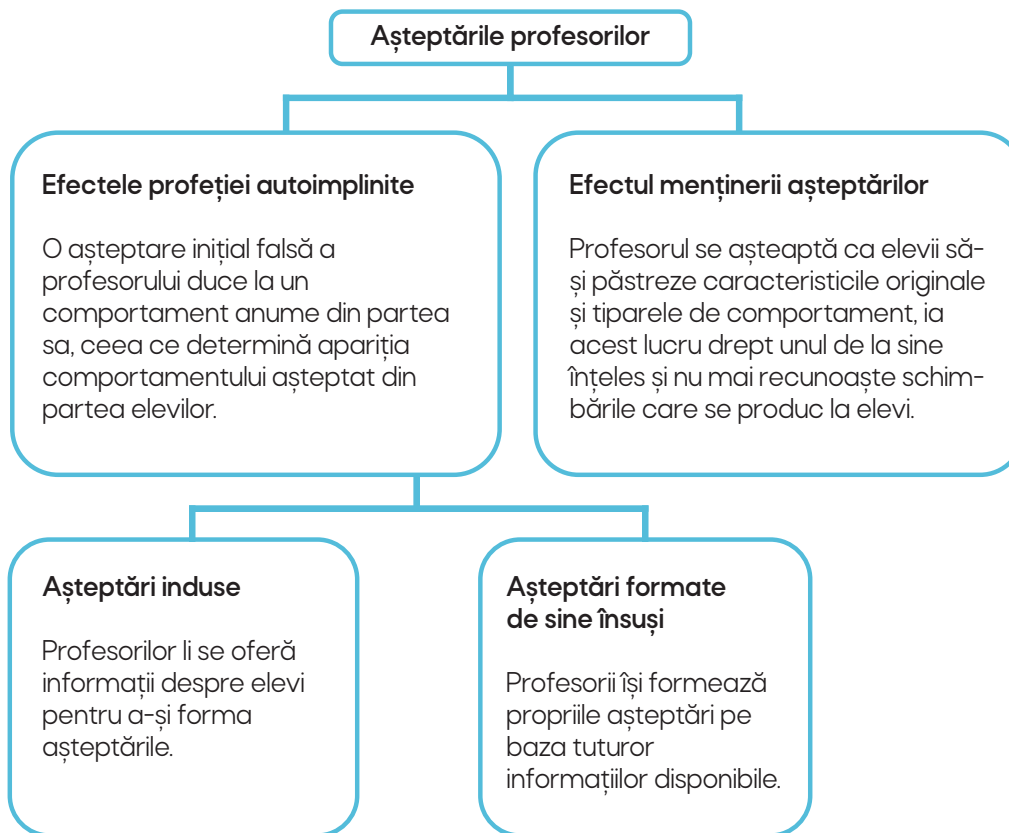 Așteptările profesorilor
Efectele profeției autoimplinite
O așteptare inițial falsă a
profesorului duce la un
comportament anume din partea
sa, ceea ce determină apariția
comportamentului așteptat din
partea elevilor.
Efectul menținerii așteptărilor
Profesorul se așteaptă ca elevii să-
și păstreze caracteristicile originale
și tiparele de comportament, ia
acest lucru drept unul de la sine
înțeles și nu mai recunoaște schim-
bările care se produc la elevi.
Așteptări induse
Profesorilor li se oferă
informații despre elevi
pentru a-și forma
așteptările.
Așteptări formate
de sine însuși
Profesorii își formează
propriile așteptări pe
baza tuturor
informațiilor disponibile.